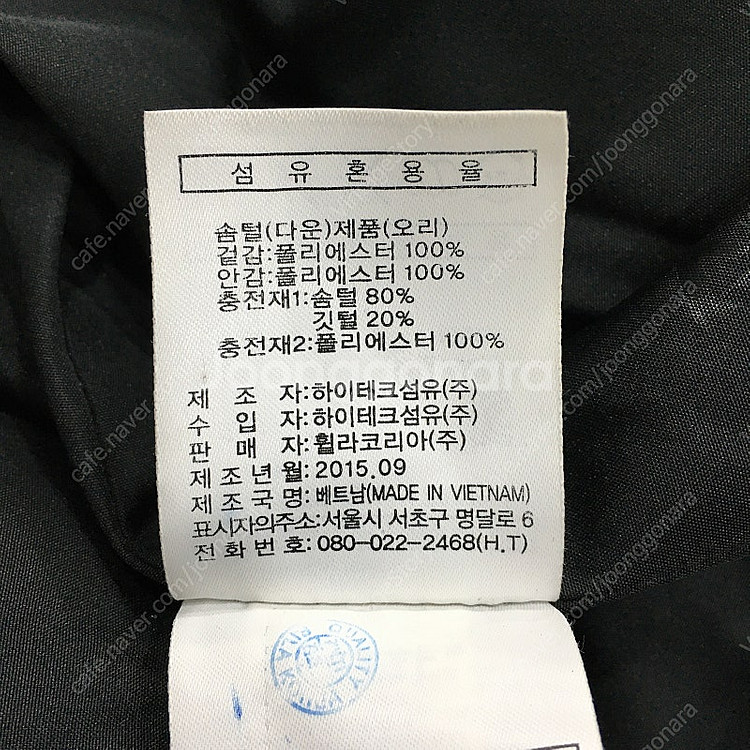 섬 유 혼 용 율
솜털(다운)제품(오리)
겉감:폴리에스터 100%
안감:폴리에스터 100%
충전재1:솜털 80%
깃털 20%
충전재2:폴리에스터 100%
joonggonara
제 조 자:하이테크섬유(주)
수 입 자:하이테크섬유(주)
판 매 자:휠라코리아(주)
제 조 년 월:2015.09
제 조 국 명:베트남(MADE IN VIETNAM)
표시자의주소:서울시 서초구 명달로 6
전 화 번 호:080-022-2468(H.T)
cafe.naver.com/joonggonara